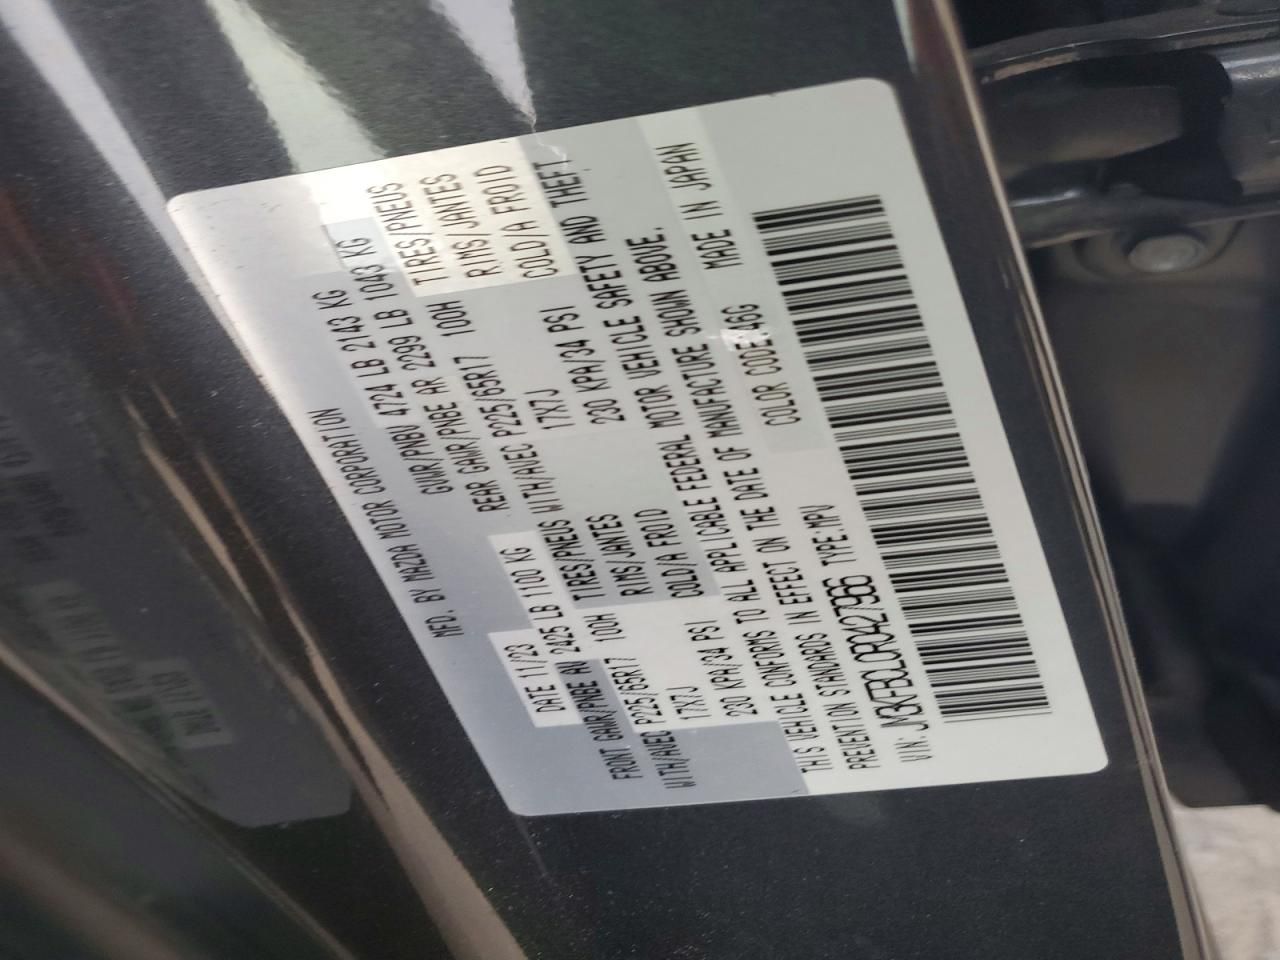 MFD. BY MAZDA MOTOR CORPORATION
DATE 11/23 GVWR/PNBV 4724 LB 2143 KG
FRONT GAWR/PNBE AV 2425 LB 1100 KG REAR GAWR/PNBE AR 2299 LB 1043 KG
WITH/AVEC P225/65R17 100H TIRES/PNEUS WITH/AVEC P225/65R17 100H TIRES/PNEUS
17X7J RIMS/JANTES 17X7J RIMS/JANTES
230 KPA/34 PSI COLD/A FROID 230 KPA/34 PSI COLD/A FROID
THIS VEHICLE CONFORMS TO ALL APPLICABLE FEDERAL MOTOR VEHICLE SAFETY AND THEFT
PREVENTION STANDARDS IN EFFECT ON THE DATE OF MANUFACTURE SHOWN ABOVE.
VIN: TYPE:MPV COLOR CODE:46G MADE IN JAPAN